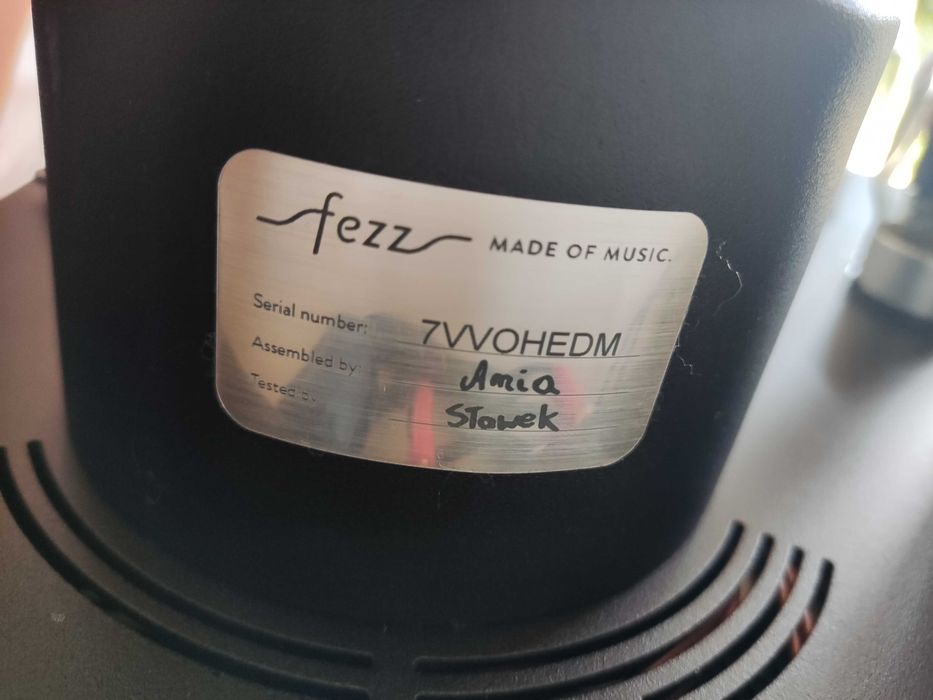 fezz MADE OF MUSIC.
Serial number: 7VVOHEDM
Assembled by: Ania
Tested by: Sławek